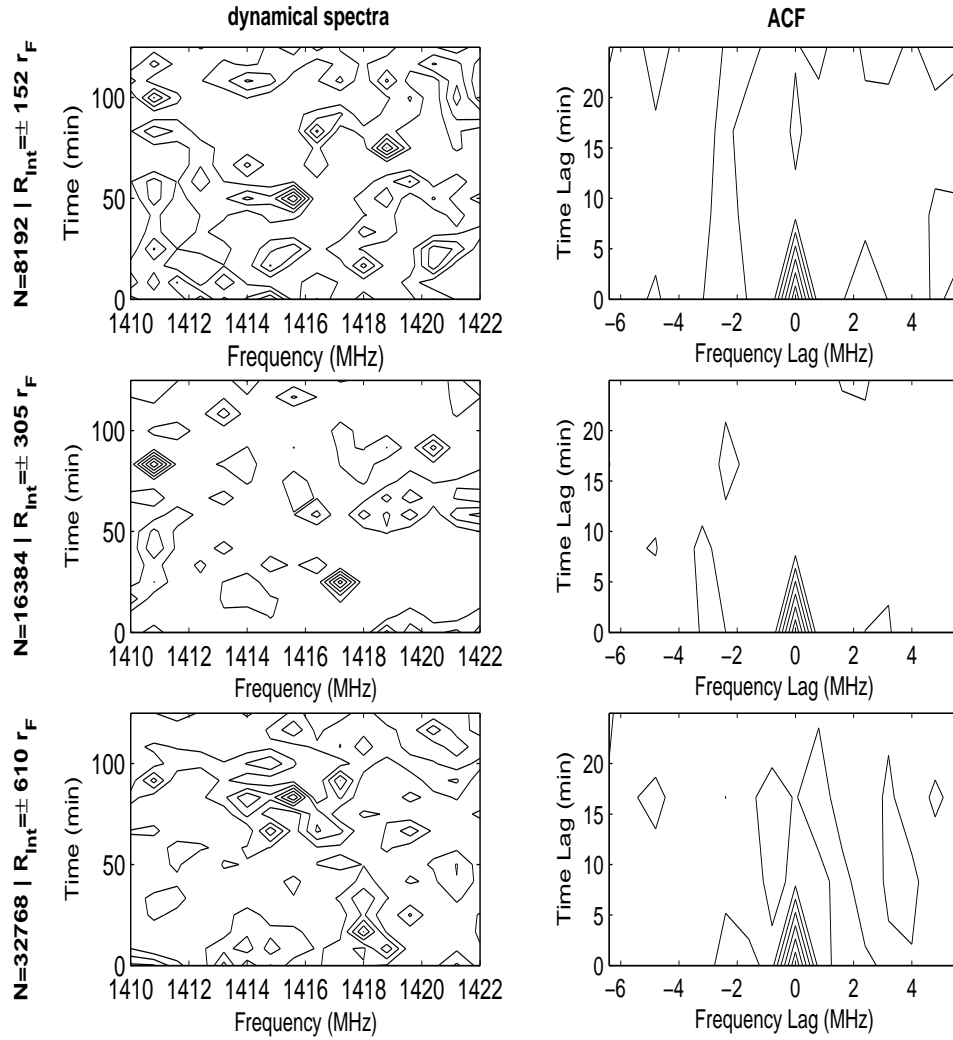 dynamical spectra
ACF
N=8192 | R_Int=± 152 r_F
Time (min)
100
50
0
1410 1412 1414 1416 1418 1420 1422
Frequency (MHz)
Time Lag (min)
20
15
10
5
0
−6 −4 −2 0 2 4
Frequency Lag (MHz)
N=16384 | R_Int=± 305 r_F
Time (min)
100
50
0
1410 1412 1414 1416 1418 1420 1422
Frequency (MHz)
Time Lag (min)
20
15
10
5
0
−6 −4 −2 0 2 4
Frequency Lag (MHz)
N=32768 | R_Int=± 610 r_F
Time (min)
100
50
0
1410 1412 1414 1416 1418 1420 1422
Frequency (MHz)
Time Lag (min)
20
15
10
5
0
−6 −4 −2 0 2 4
Frequency Lag (MHz)